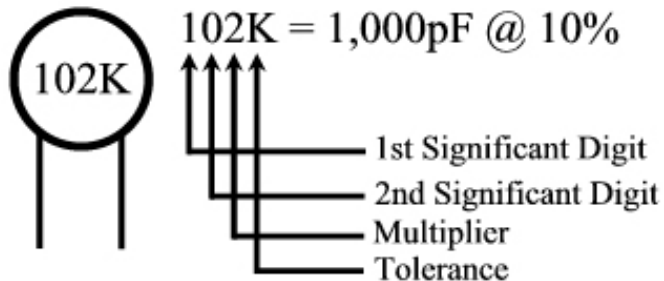 102K
102K = 1,000pF @ 10%
1st Significant Digit
2nd Significant Digit
Multiplier
Tolerance